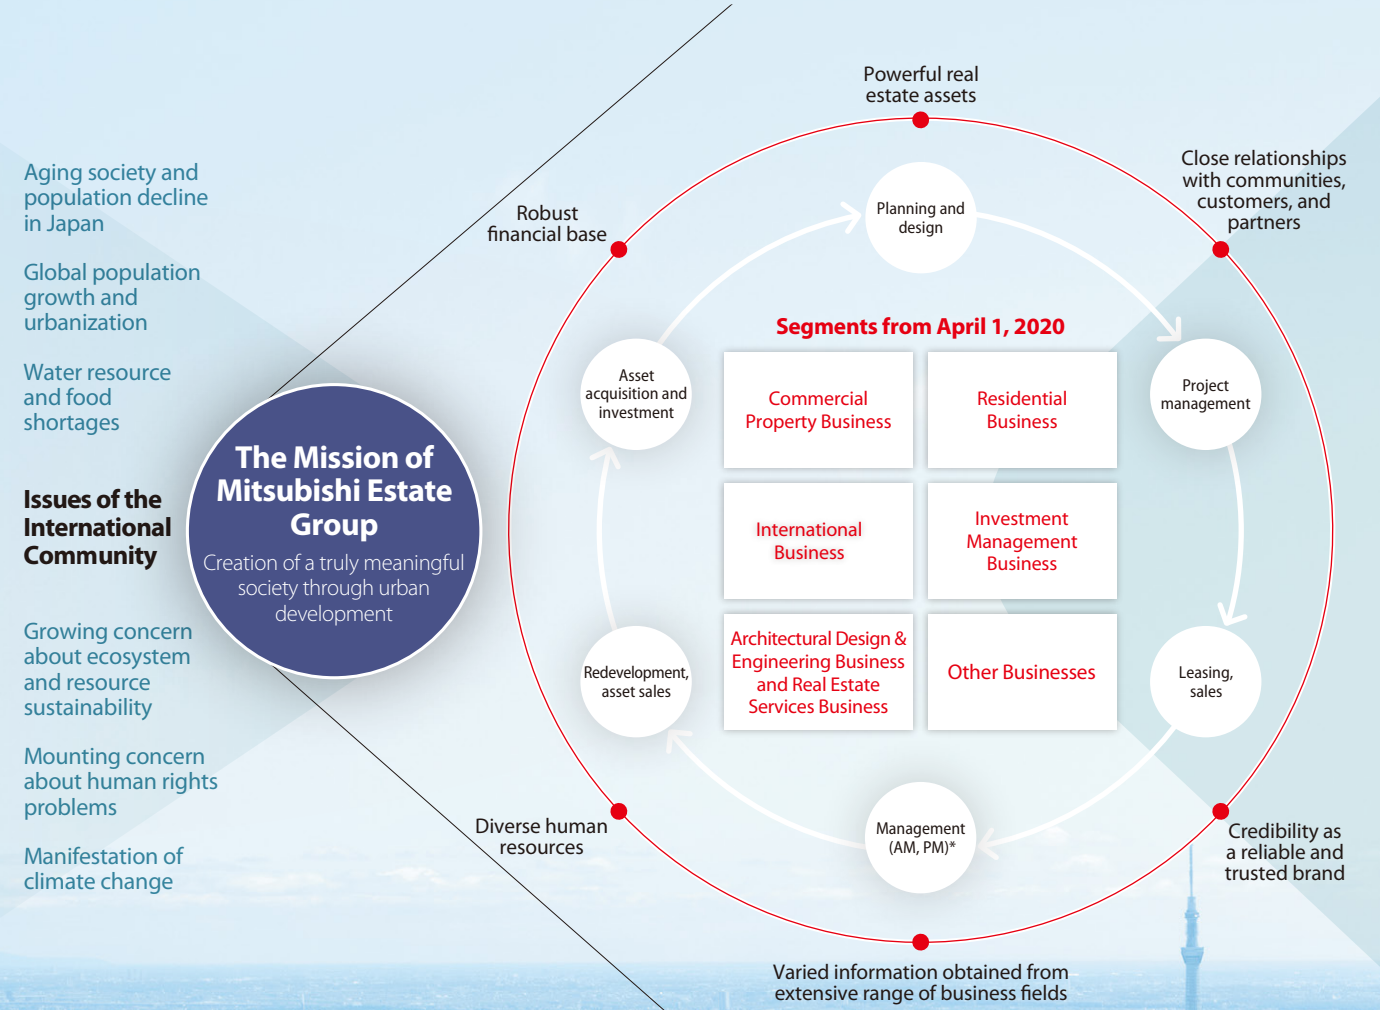 Aging society and
population decline
in Japan
Global population
growth and
urbanization
Water resource
and food
shortages
Issues of the
International
Community
Growing concern
about ecosystem
and resource
sustainability
Mounting concern
about human rights
problems
Manifestation of
climate change
The Mission of
Mitsubishi Estate
Group
Creation of a truly meaningful
society through urban
development
Powerful real
estate assets
Close relationships
with communities,
customers, and
partners
Credibility as
a reliable and
trusted brand
Varied information obtained from
extensive range of business fields
Diverse human
resources
Robust
financial base
Planning and
design
Project
management
Leasing,
sales
Management
(AM, PM)*
Redevelopment,
asset sales
Asset
acquisition and
investment
Segments from April 1, 2020
Commercial
Property Business
Residential
Business
International
Business
Investment
Management
Business
Architectural Design &
Engineering Business
and Real Estate
Services Business
Other Businesses